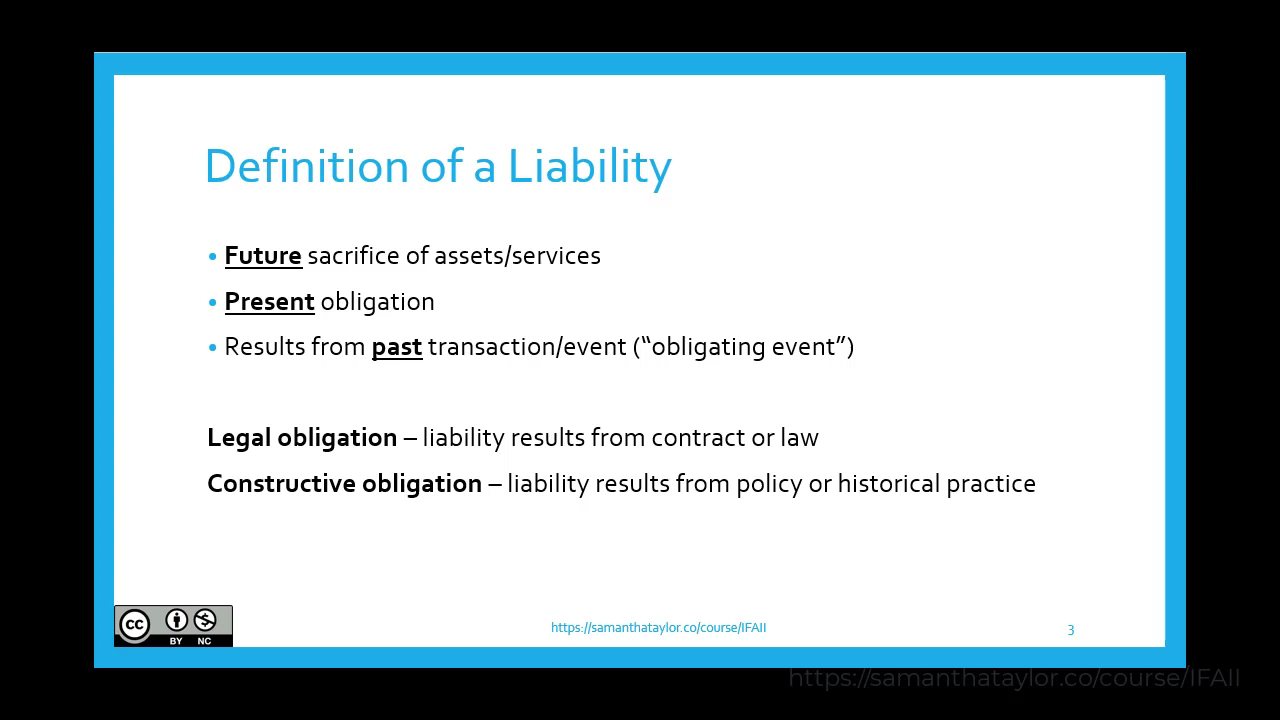 Definition of a Liability
• Future sacrifice of assets/services
• Present obligation
• Results from past transaction/event (“obligating event”)
Legal obligation – liability results from contract or law
Constructive obligation – liability results from policy or historical practice
cc
BY NC
https://samanthataylor.co/course/IFAII
3
https://samanthataylor.co/course/IFAII